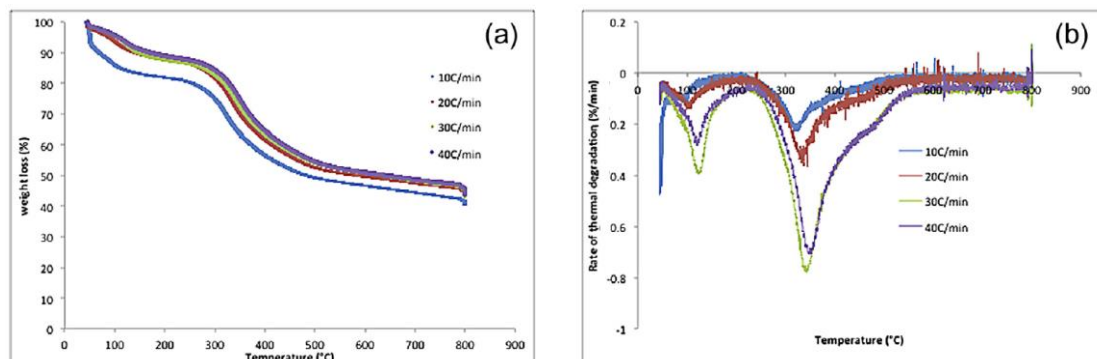 (a)
100
90
80
70
60
50
40
30
20
10
0
weight loss (%)
10C/min
20C/min
30C/min
40C/min
0 100 200 300 400 500 600 700 800 900
Temperature (°C)
(b)
0.2
0
0.2
0.4
0.6
-0.8
-1
Rate of thermal degradation (%/min)
100 300 500 600 700 800 900
10C/min
20C/min
30C/min
40C/min
Temperature (°C)